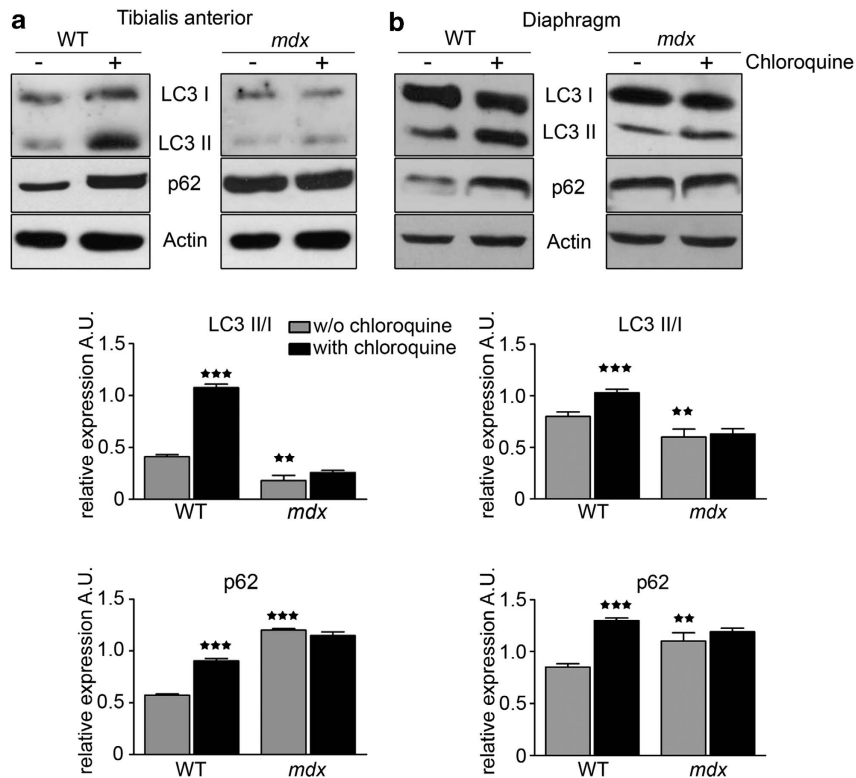 a Tibialis anterior
WT mdx
- + - +
LC3 I
LC3 II
p62
Actin
b Diaphragm
WT mdx
- + - + Chloroquine
LC3 I
LC3 II
p62
Actin
LC3 II/I
w/o chloroquine
with chloroquine
relative expression A.U.
1.5
1.0
0.5
0
★★★
★★
WT mdx
LC3 II/I
relative expression A.U.
1.5
1.0
0.5
0
★★★
★★
WT mdx
p62
relative expression A.U.
1.5
1.0
0.5
0
★★★
★★★
WT mdx
p62
relative expression A.U.
1.5
1.0
0.5
0
★★★
★★
WT mdx